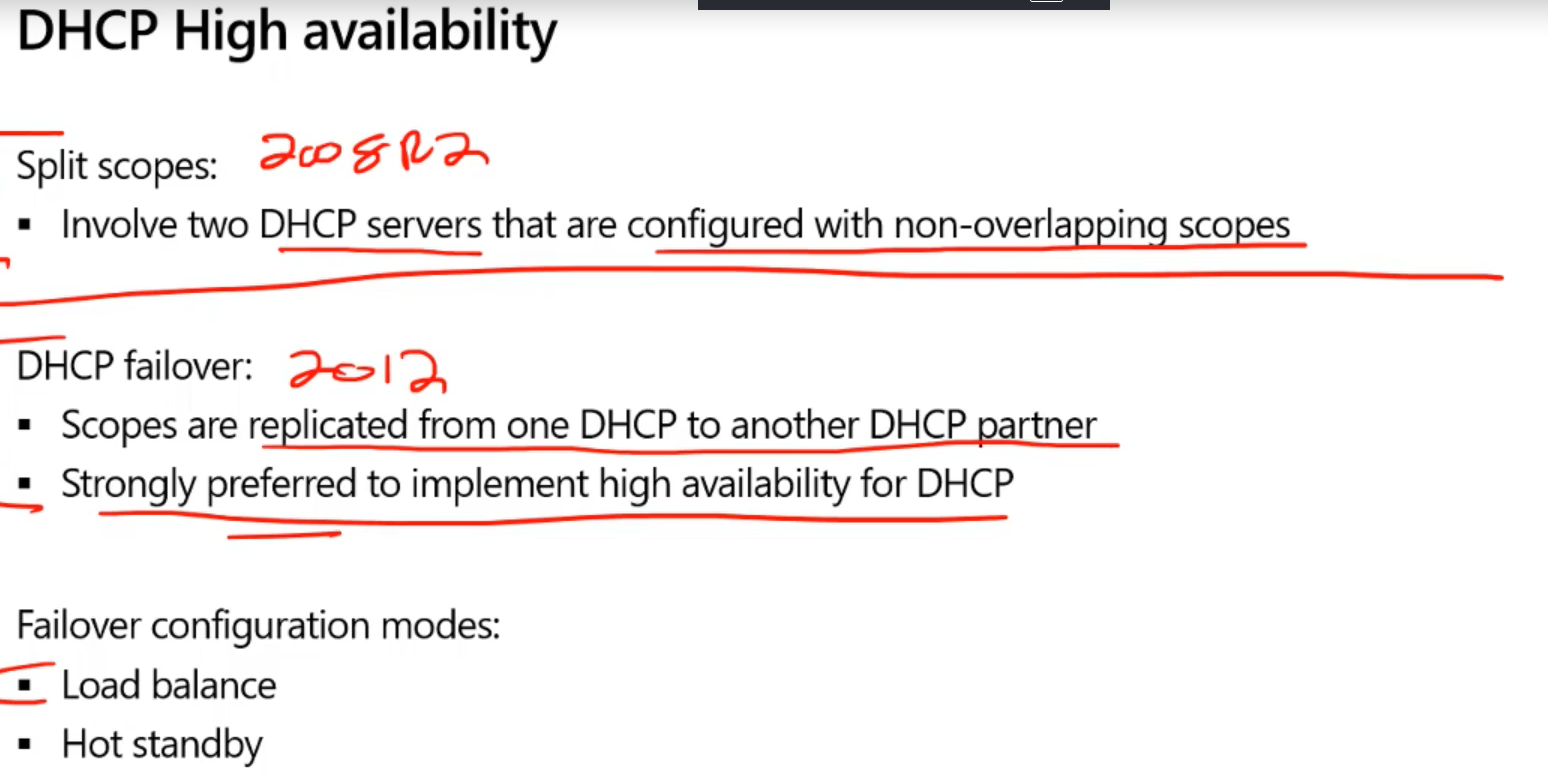 DHCP High availability
Split scopes: 2008R2
▪ Involve two DHCP servers that are configured with non-overlapping scopes
DHCP failover: 2012
▪ Scopes are replicated from one DHCP to another DHCP partner
▪ Strongly preferred to implement high availability for DHCP
Failover configuration modes:
▪ Load balance
▪ Hot standby